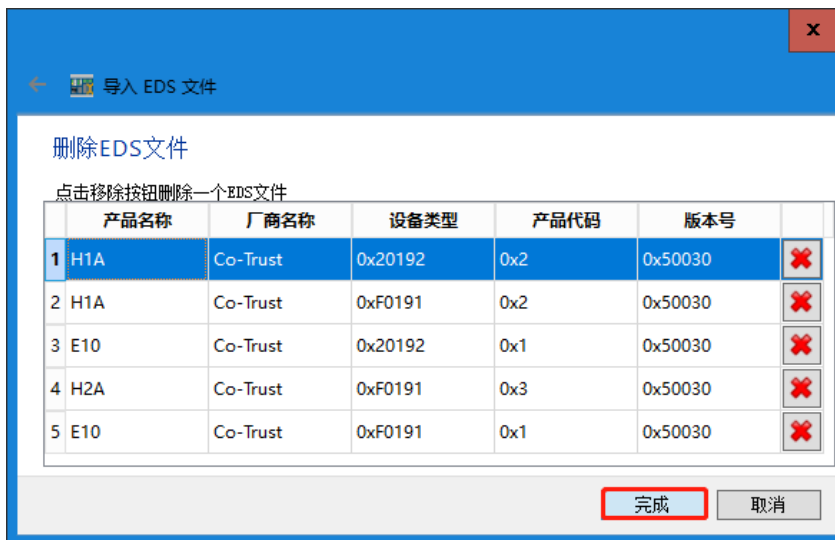 导入 EDS 文件
删除EDS文件
点击移除按钮删除一个EDS文件
产品名称 厂商名称 设备类型 产品代码 版本号
1 H1A Co-Trust 0x20192 0x2 0x50030
2 H1A Co-Trust 0xF0191 0x2 0x50030
3 E10 Co-Trust 0x20192 0x1 0x50030
4 H2A Co-Trust 0xF0191 0x3 0x50030
5 E10 Co-Trust 0xF0191 0x1 0x50030
完成 取消